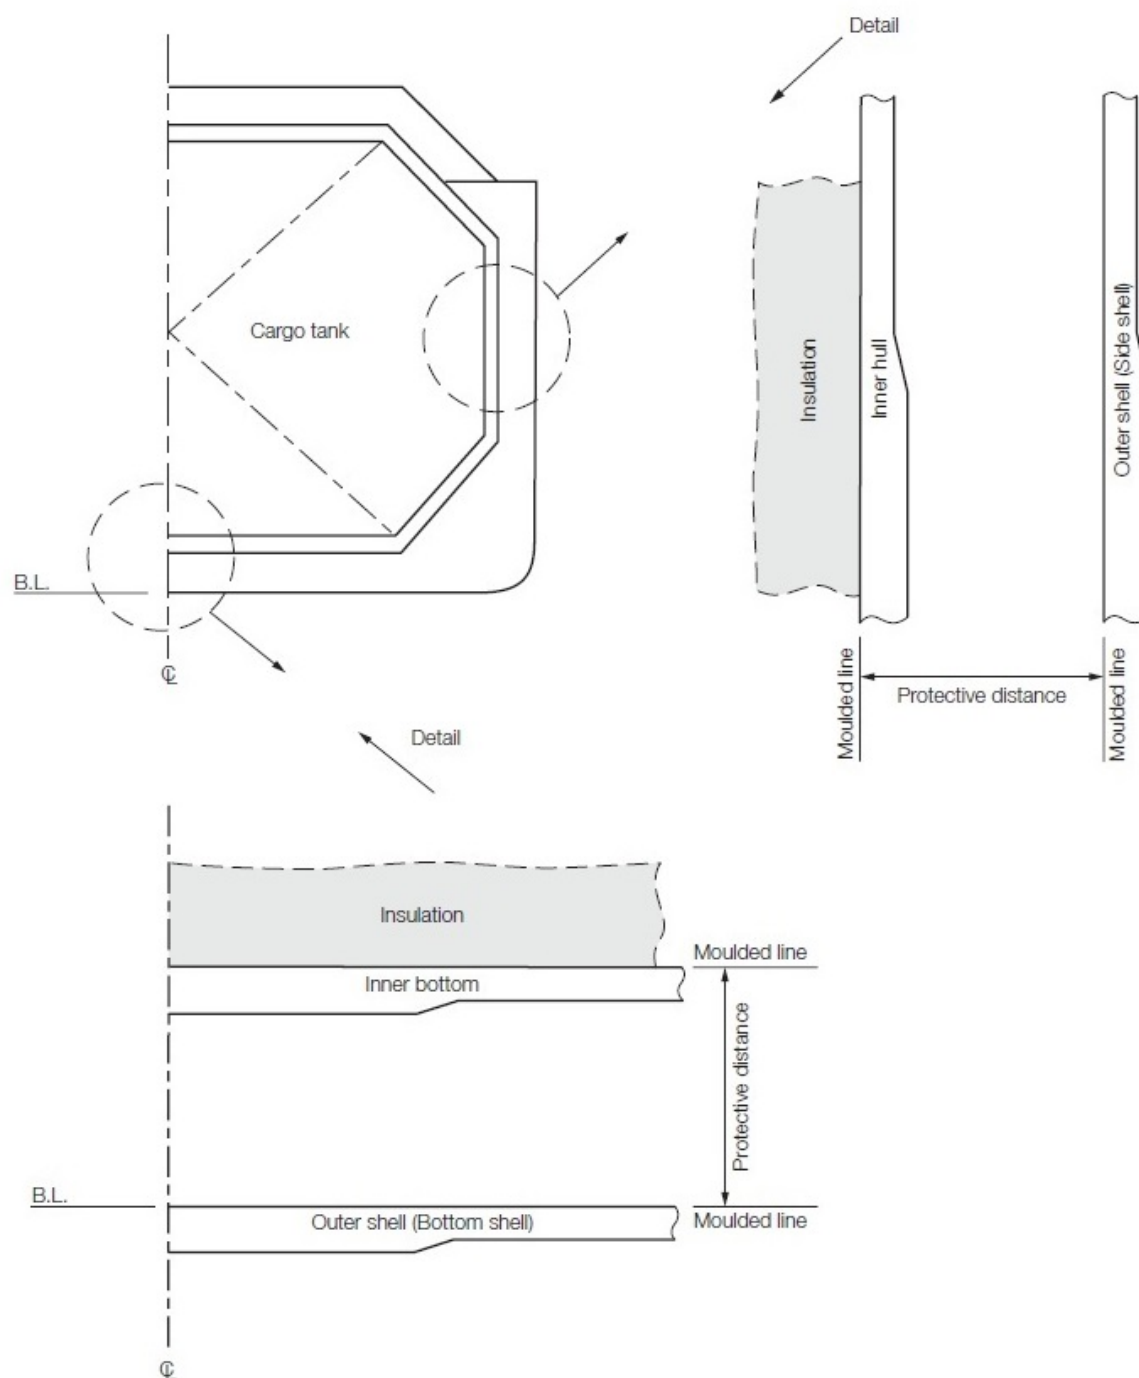 Detail
Cargo tank
Insulation
Inner hull
Outer shell (Side shell)
B.L.
℄
Moulded line
Protective distance
Moulded line
Detail
Insulation
Moulded line
Inner bottom
Protective distance
B.L.
Outer shell (Bottom shell)
Moulded line
℄